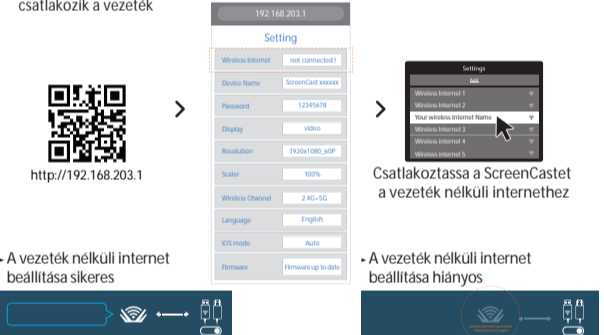 csatlakozik a vezeték
http://192.168.203.1
192.168.203.1
Setting
Wireless Internet not connected !
Device Name ScreenCast xxxxxx
Password 12345678
Display video
Resolution 1920x1080_60P
Scaler 100%
Wireless Channel 2.4G+5G
Language English
iOS mode Auto
Firmware Firmware up to date
Settings
Wireless Internet 1
Wireless Internet 2
Your wireless Internet Name
Wireless Internet 3
Wireless Internet 4
Wireless Internet 5
Csatlakoztassa a ScreenCastet
a vezeték nélküli internethez
A vezeték nélküli internet
beállítása sikeres
A vezeték nélküli internet
beállítása hiányos